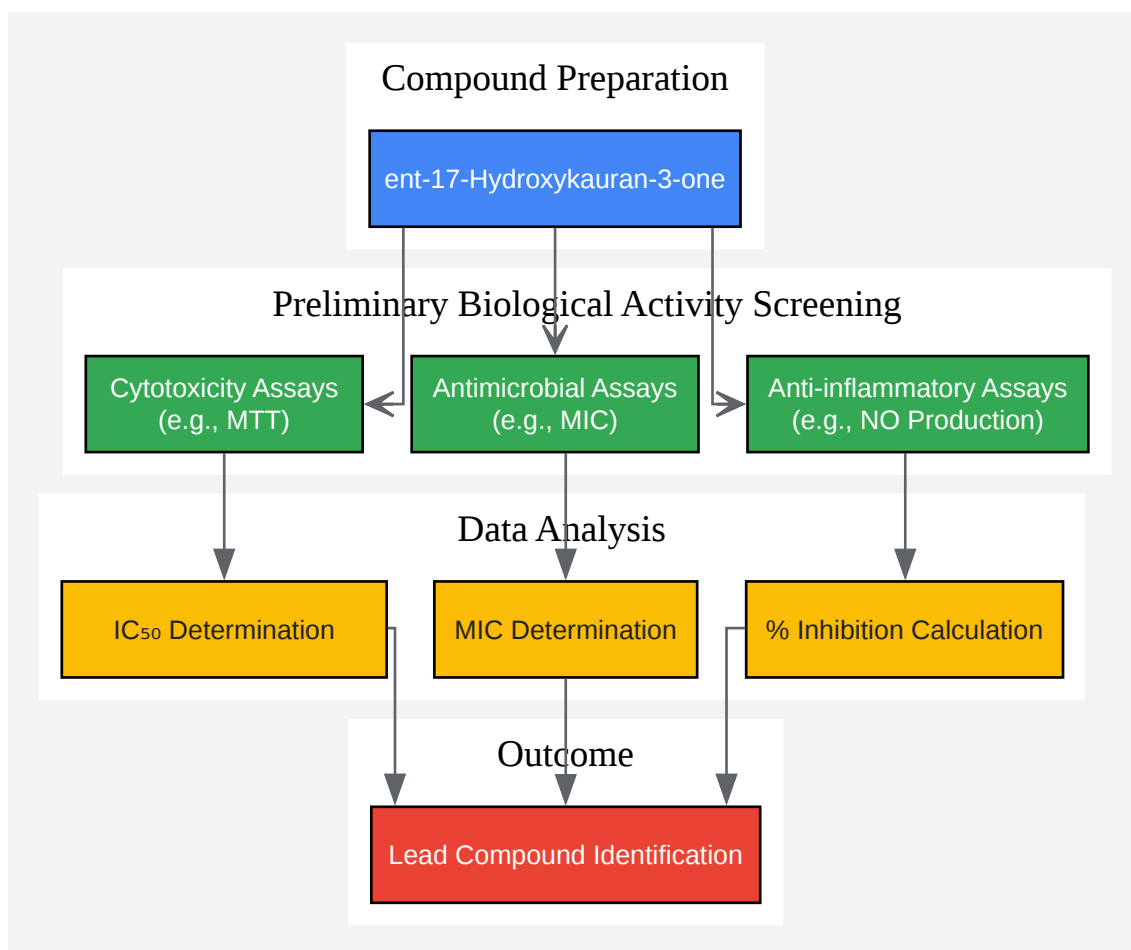 Compound Preparation
ent-17-Hydroxykauran-3-one
Preliminary Biological Activity Screening
Cytotoxicity Assays
(e.g., MTT)
Antimicrobial Assays
(e.g., MIC)
Anti-inflammatory Assays
(e.g., NO Production)
Data Analysis
IC₅₀ Determination
MIC Determination
% Inhibition Calculation
Outcome
Lead Compound Identification